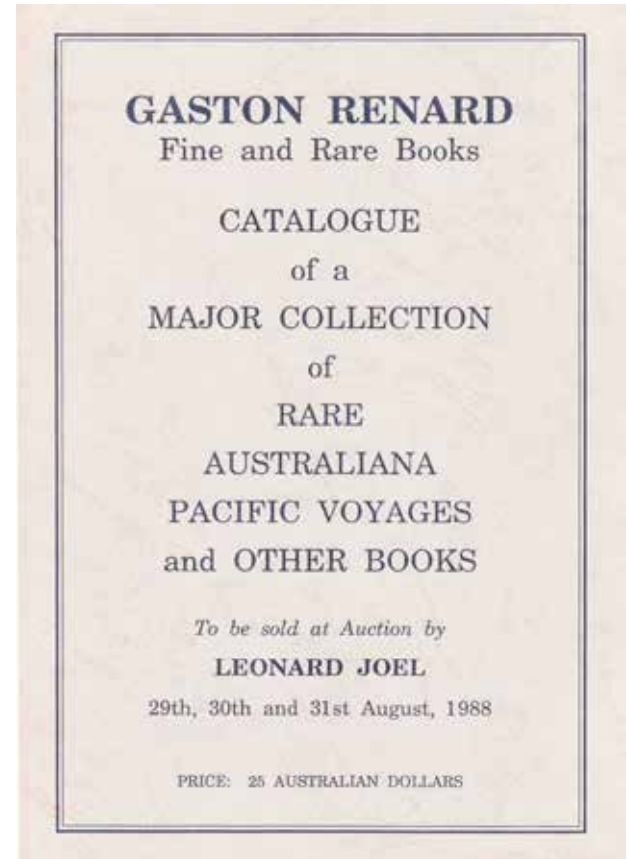 GASTON RENARD
Fine and Rare Books
CATALOGUE
of a
MAJOR COLLECTION
of
RARE
AUSTRALIANA
PACIFIC VOYAGES
and OTHER BOOKS
To be sold at Auction by
LEONARD JOEL
29th, 30th and 31st August, 1988
PRICE: 25 AUSTRALIAN DOLLARS